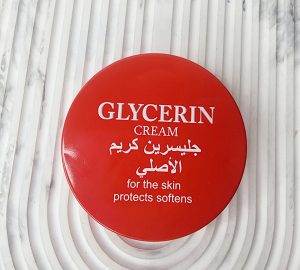 GLYCERIN
CREAM
جليسرين كريم
الأصلي
for the skin
protects softens